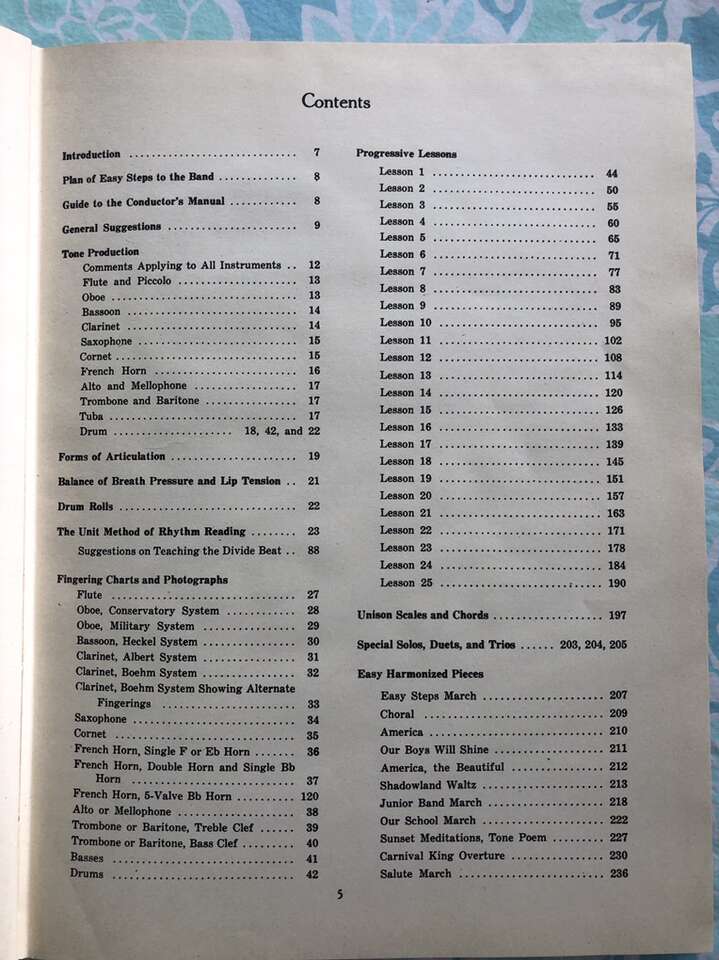 Contents
Introduction .............................. 7
Plan of Easy Steps to the Band .............. 8
Guide to the Conductor's Manual ............ 8
General Suggestions ....................... 9
Tone Production
Comments Applying to All Instruments .. 12
Flute and Piccolo ..................... 13
Oboe ................................. 13
Bassoon .............................. 14
Clarinet .............................. 14
Saxophone ............................ 15
Cornet ................................ 15
French Horn .......................... 16
Alto and Mellophone .................. 17
Trombone and Baritone ................ 17
Tuba ................................. 17
Drum .................... 18, 42, and 22
Forms of Articulation ...................... 19
Balance of Breath Pressure and Lip Tension .. 21
Drum Rolls ............................... 22
The Unit Method of Rhythm Reading ........ 23
Suggestions on Teaching the Divide Beat .. 88
Fingering Charts and Photographs
Flute ................................ 27
Oboe, Conservatory System ............ 28
Oboe, Military System ................ 29
Bassoon, Heckel System ............... 30
Clarinet, Albert System ................ 31
Clarinet, Boehm System ............... 32
Clarinet, Boehm System Showing Alternate
Fingerings ....................... 33
Saxophone ............................ 34
Cornet ............................... 35
French Horn, Single F or Eb Horn ....... 36
French Horn, Double Horn and Single Bb
Horn ............................ 37
French Horn, 5-Valve Bb Horn .......... 120
Alto or Mellophone .................... 38
Trombone or Baritone, Treble Clef ...... 39
Trombone or Baritone, Bass Clef ......... 40
Basses ................................ 41
Drums ................................ 42
Progressive Lessons
Lesson 1 ............................ 44
Lesson 2 ............................ 50
Lesson 3 ............................ 55
Lesson 4 ............................ 60
Lesson 5 ............................ 65
Lesson 6 ............................ 71
Lesson 7 ............................ 77
Lesson 8 ............................ 83
Lesson 9 ............................ 89
Lesson 10 ........................... 95
Lesson 11 ........................... 102
Lesson 12 ........................... 108
Lesson 13 ........................... 114
Lesson 14 ........................... 120
Lesson 15 ........................... 126
Lesson 16 ........................... 133
Lesson 17 ........................... 139
Lesson 18 ........................... 145
Lesson 19 ........................... 151
Lesson 20 ........................... 157
Lesson 21 ........................... 163
Lesson 22 ........................... 171
Lesson 23 ........................... 178
Lesson 24 ........................... 184
Lesson 25 ........................... 190
Unison Scales and Chords ................... 197
Special Solos, Duets, and Trios ...... 203, 204, 205
Easy Harmonized Pieces
Easy Steps March ..................... 207
Choral ............................... 209
America .............................. 210
Our Boys Will Shine ................... 211
America, the Beautiful ................ 212
Shadowland Waltz ..................... 213
Junior Band March .................... 218
Our School March ..................... 222
Sunset Meditations, Tone Poem ......... 227
Carnival King Overture ................ 230
Salute March ......................... 236
5